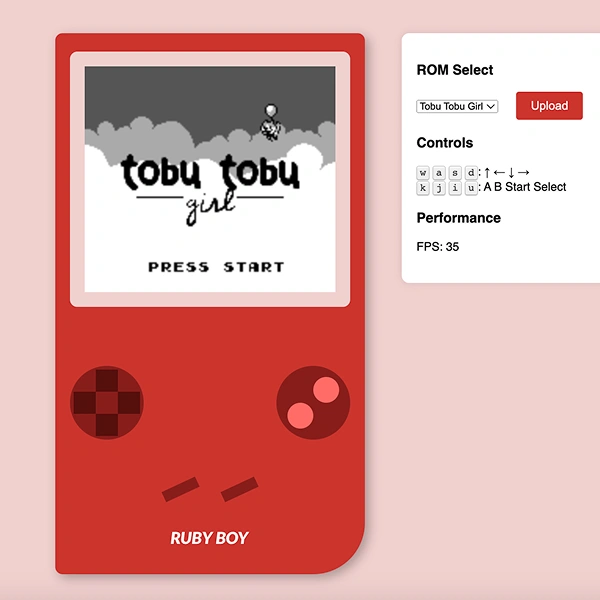 tobu tobu
girl
PRESS START
RUBY BOY
ROM Select
Tobu Tobu Girl
Upload
Controls
w a s d : ↑ ← ↓ →
k j i u : A B Start Select
Performance
FPS: 35